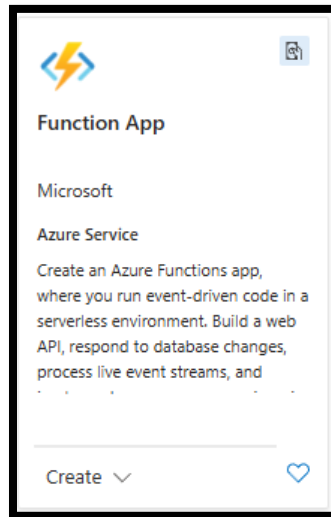 Function App
Microsoft
Azure Service
Create an Azure Functions app,
where you run event-driven code in a
serverless environment. Build a web
API, respond to database changes,
process live event streams, and
Create